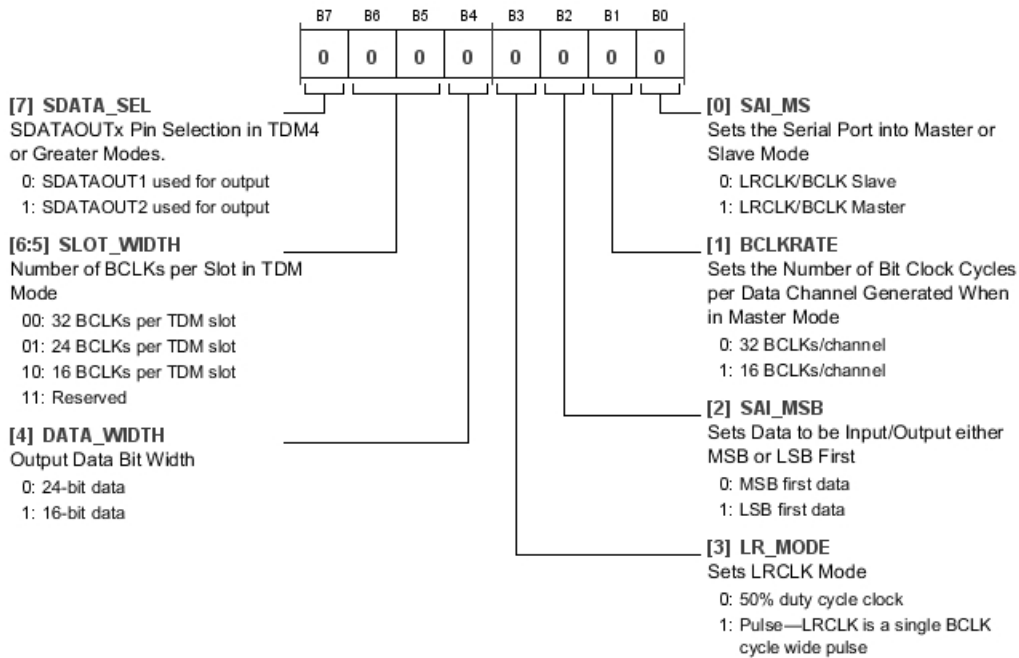 B7 B6 B5 B4 B3 B2 B1 B0
0 0 0 0 0 0 0 0
[7] SDATA_SEL
SDATAOUTx Pin Selection in TDM4
or Greater Modes.
0: SDATAOUT1 used for output
1: SDATAOUT2 used for output
[6:5] SLOT_WIDTH
Number of BCLKs per Slot in TDM
Mode
00: 32 BCLKs per TDM slot
01: 24 BCLKs per TDM slot
10: 16 BCLKs per TDM slot
11: Reserved
[4] DATA_WIDTH
Output Data Bit Width
0: 24-bit data
1: 16-bit data
[0] SAI_MS
Sets the Serial Port into Master or
Slave Mode
0: LRCLK/BCLK Slave
1: LRCLK/BCLK Master
[1] BCLKRATE
Sets the Number of Bit Clock Cycles
per Data Channel Generated When
in Master Mode
0: 32 BCLKs/channel
1: 16 BCLKs/channel
[2] SAI_MSB
Sets Data to be Input/Output either
MSB or LSB First
0: MSB first data
1: LSB first data
[3] LR_MODE
Sets LRCLK Mode
0: 50% duty cycle clock
1: Pulse—LRCLK is a single BCLK
cycle wide pulse